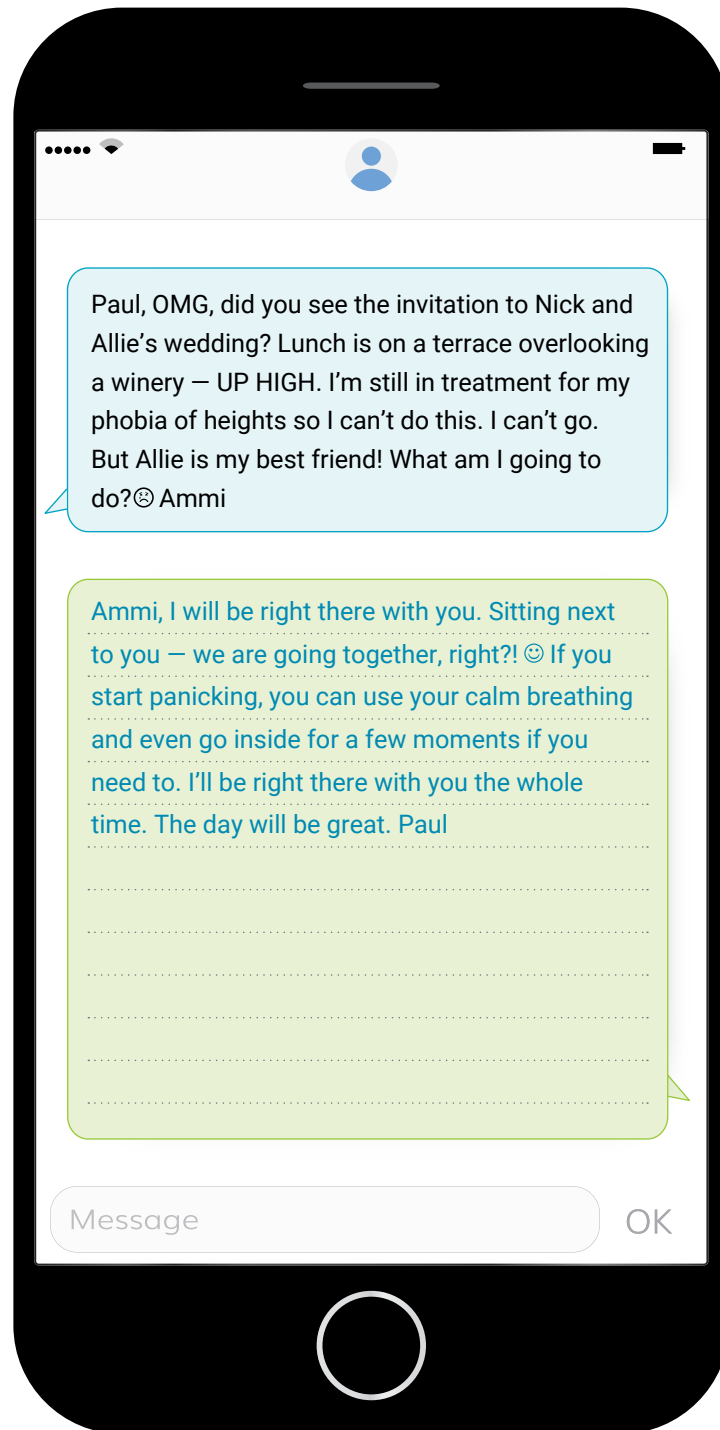 Paul, OMG, did you see the invitation to Nick and
Allie’s wedding? Lunch is on a terrace overlooking
a winery — UP HIGH. I’m still in treatment for my
phobia of heights so I can’t do this. I can’t go.
But Allie is my best friend! What am I going to
do?☹ Ammi
Ammi, I will be right there with you. Sitting next
to you — we are going together, right?! ☺ If you
start panicking, you can use your calm breathing
and even go inside for a few moments if you
need to. I’ll be right there with you the whole
time. The day will be great. Paul
Message
OK